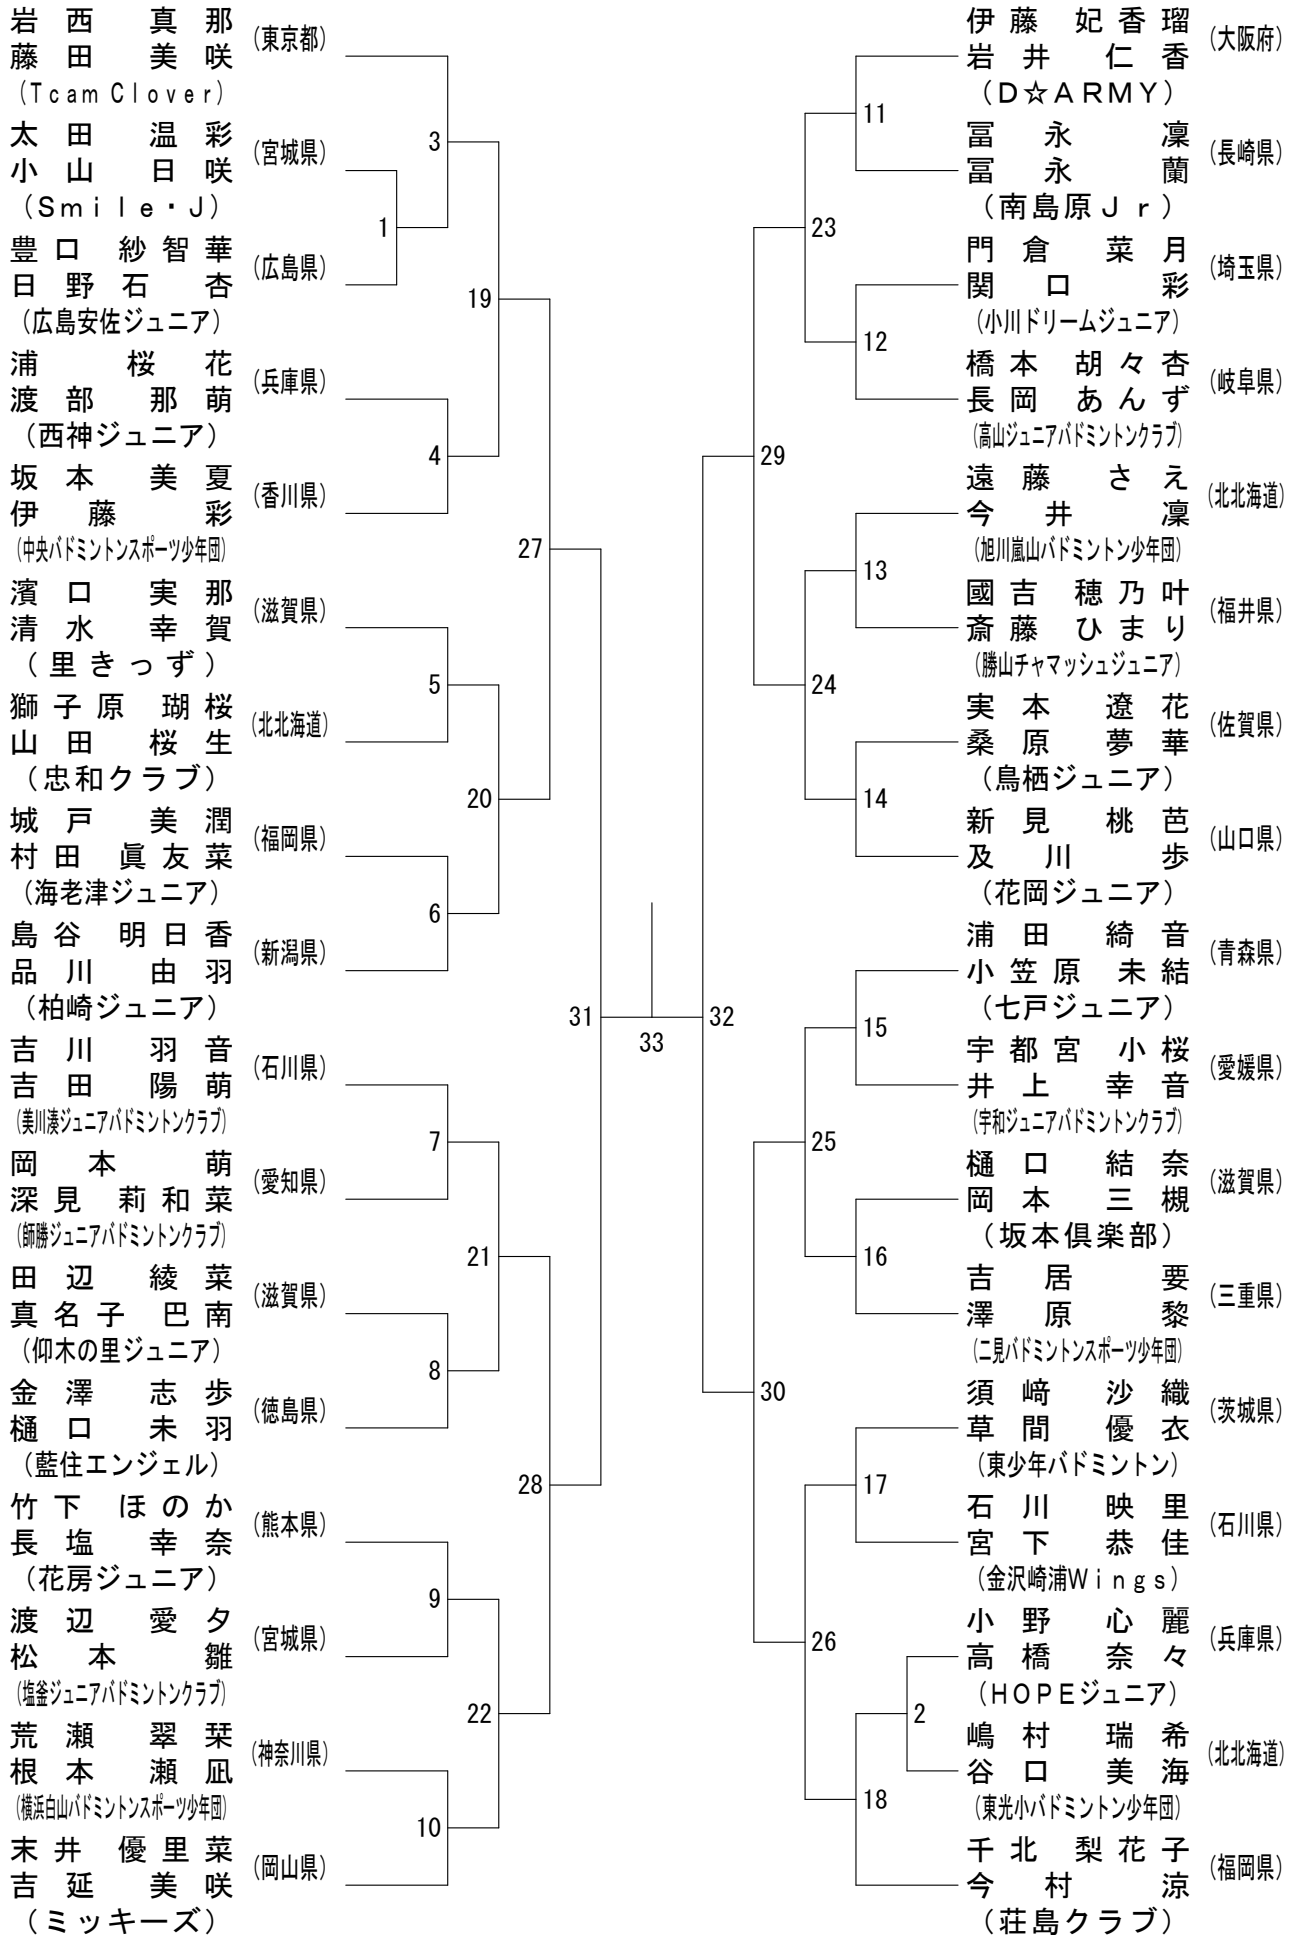 岩西 真那
藤田 美咲
(東京都)
(Tcam Clover)
太田 温彩
小山 日咲
(宮城県)
(Smile・J)
豊口 紗智華
日野石 杏
(広島県)
(広島安佐ジュニア)
浦 桜花
渡部 那萌
(兵庫県)
(西神ジュニア)
坂本 美夏
伊藤 彩
(香川県)
(中央バドミントンスポーツ少年団)
濱口 実那
清水 幸賀
(滋賀県)
(里きっず)
獅子原 瑚桜
山田 桜生
(北北海道)
(忠和クラブ)
城戸 美潤
村田 眞友菜
(福岡県)
(海老津ジュニア)
島谷 明日香
品川 由羽
(新潟県)
(柏崎ジュニア)
吉川 羽音
吉田 陽萌
(石川県)
(美川湊ジュニアバドミントンクラブ)
岡本 萌
深見 莉和菜
(愛知県)
(師勝ジュニアバドミントンクラブ)
田辺 綾菜
真名子 巴南
(滋賀県)
(仰木の里ジュニア)
金澤 志歩
樋口 未羽
(徳島県)
(藍住エンジェル)
竹下 ほのか
長塩 幸奈
(熊本県)
(花房ジュニア)
渡辺 愛夕
松本 雛
(宮城県)
(塩釜ジュニアバドミントンクラブ)
荒瀬 翠栞
根本 瀬凪
(神奈川県)
(横浜白山バドミントンスポーツ少年団)
末井 優里菜
吉延 美咲
(岡山県)
(ミッキーズ)
1
3
4
5
6
7
8
9
10
19
20
21
22
27
28
31
33
32
29
30
23
24
25
26
11
12
13
14
15
16
17
2
18
伊藤 妃香瑠
岩井 仁香
(大阪府)
(D☆ARMY)
冨永 凜
冨永 蘭
(長崎県)
(南島原Jr)
門倉 菜月
関口 彩
(埼玉県)
(小川ドリームジュニア)
橋本 胡々杏
長岡 あんず
(岐阜県)
(高山ジュニアバドミントンクラブ)
遠藤 さえ
今井 凜
(北北海道)
(旭川嵐山バドミントン少年団)
國吉 穂乃叶
斎藤 ひまり
(福井県)
(勝山チャマッシュジュニア)
実本 遼花
桑原 夢華
(佐賀県)
(鳥栖ジュニア)
新見 桃芭
及川 歩
(山口県)
(花岡ジュニア)
浦田 綺音
小笠原 未結
(青森県)
(七戸ジュニア)
宇都宮 小桜
井上 幸音
(愛媛県)
(宇和ジュニアバドミントンクラブ)
樋口 結奈
岡本 三槻
(滋賀県)
(坂本倶楽部)
吉居 要
澤原 黎
(三重県)
(二見バドミントンスポーツ少年団)
須﨑 沙織
草間 優衣
(茨城県)
(東少年バドミントン)
石川 映里
宮下 恭佳
(石川県)
(金沢崎浦Wings)
小野 心麗
高橋 奈々
(兵庫県)
(HOPEジュニア)
嶋村 瑞希
谷口 美海
(北北海道)
(東光小バドミントン少年団)
千北 梨花子
今村 涼
(福岡県)
(荘島クラブ)